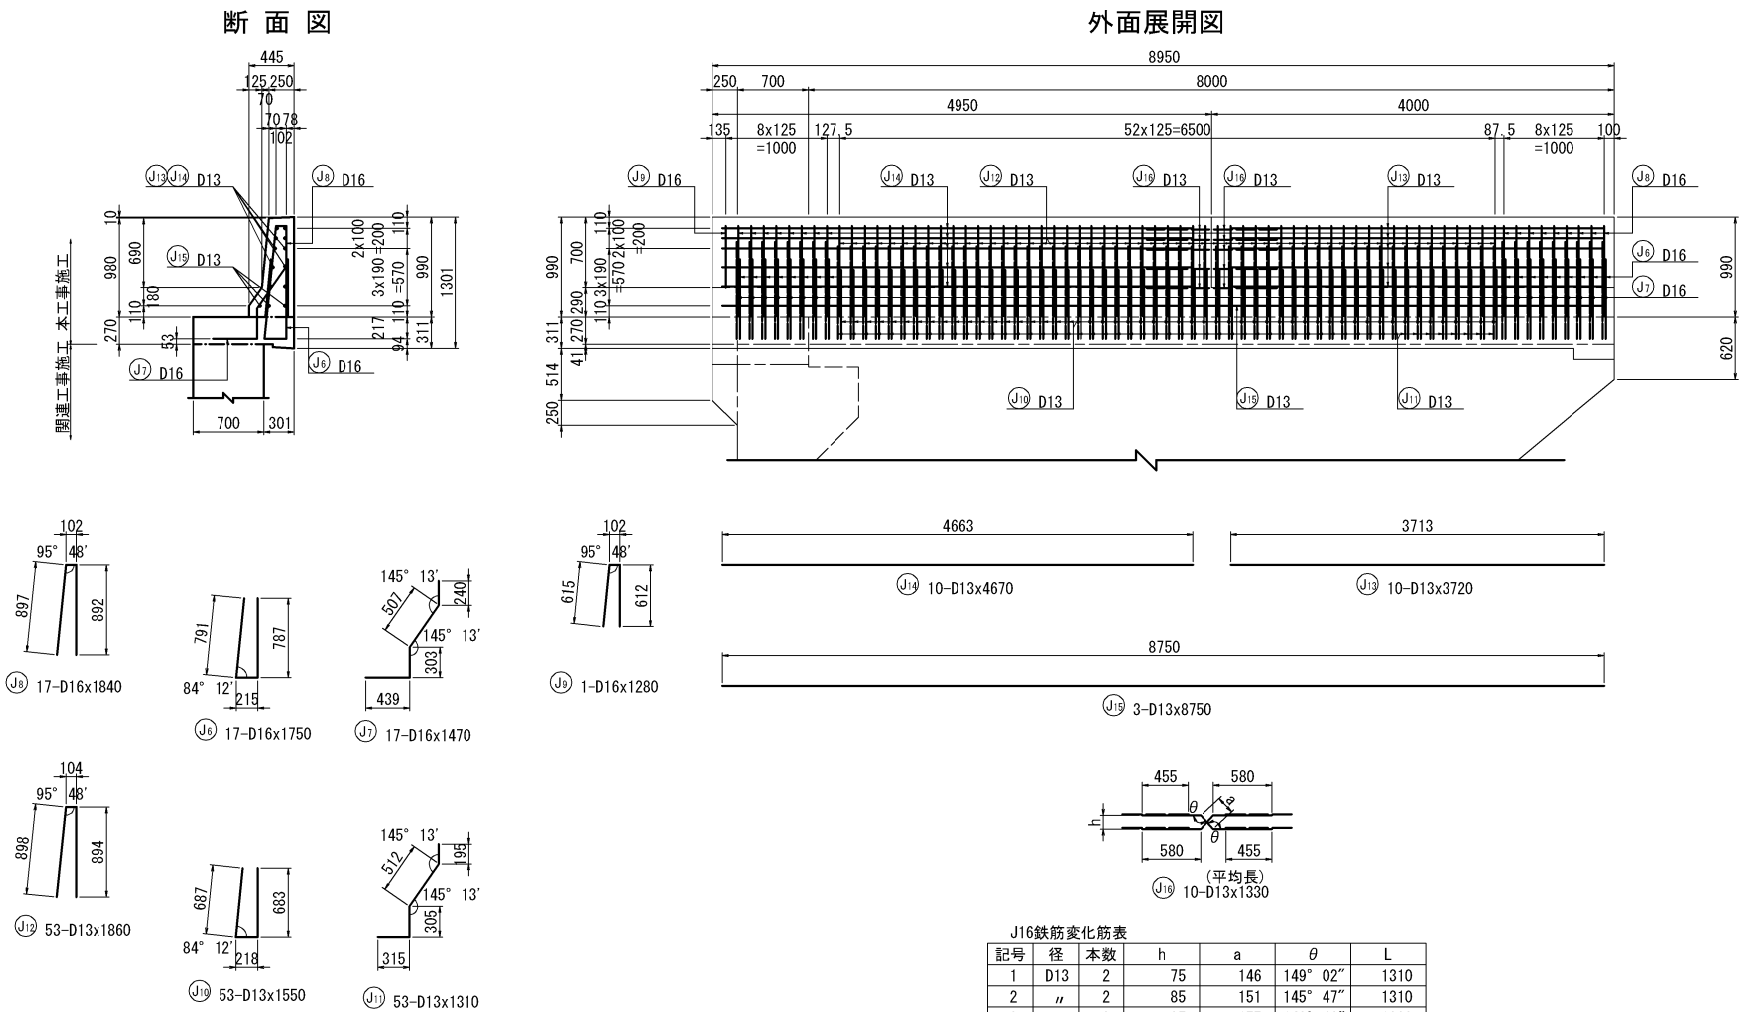 断面図
外面展開図
445
125 250
70
70 78
102
J13 J14 D13
J8 D16
J15 D13
J7 D16
J6 D16
10
980
270
690
180
110
53
2x100
=200
3x190
=570
110
110
217
94
990
311
1301
700 301
本工事施工
関連工事施工
8950
250 700 8000
4950 4000
135 8x125
=1000
127.5 52x125=6500 87.5 8x125
=1000
100
J9 D16
J14 D13
J12 D13
J16 D13
J16 D13
J13 D13
J8 D16
J6 D16
J7 D16
990
311
514
250
700
290
270
41
110
2x100
=200
3x190
=570
110
990
620
J10 D13
J15 D13
J11 D13
102
95° 48'
897
892
J8 17-D16x1840
791
787
84° 12'
215
J6 17-D16x1750
145° 13'
507
240
145° 13'
303
439
J7 17-D16x1470
102
95° 48'
615
612
J9 1-D16x1280
4663
J14 10-D13x4670
3713
J13 10-D13x3720
8750
J15 3-D13x8750
104
95° 48'
898
894
J12 53-D13x1860
687
683
84° 12'
218
J10 53-D13x1550
145° 13'
512
195
145° 13'
305
315
J11 53-D13x1310
455 580
h
θ
a
θ
580 455
(平均長)
J16 10-D13x1330
J16鉄筋変化筋表
記号 径 本数 h a θ L
1 D13 2 75 146 149° 02″ 1310
2 〃 2 85 151 145° 47″ 1310